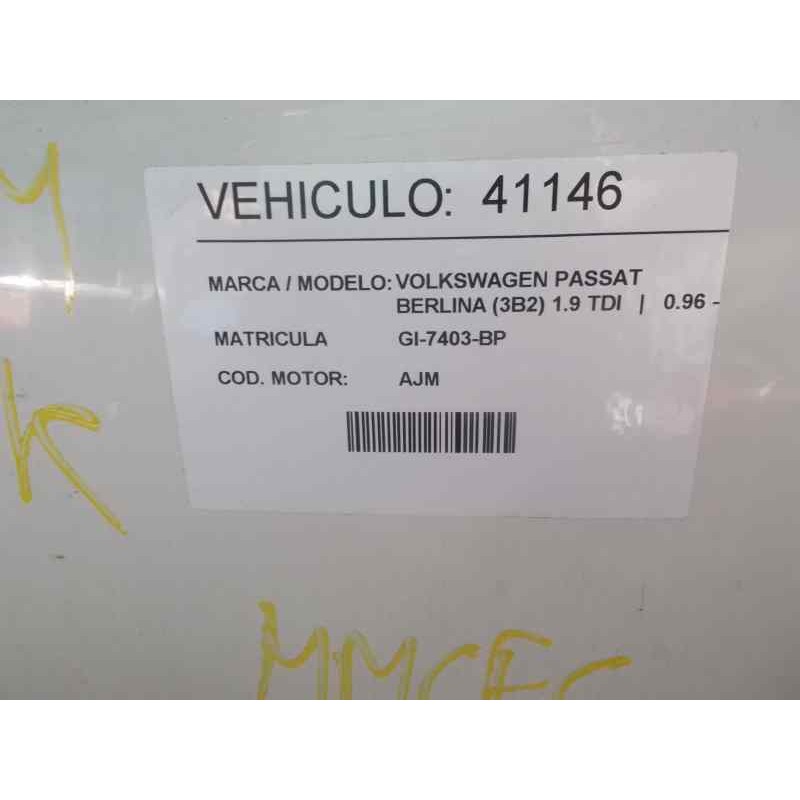 VEHICULO: 41146
MARCA / MODELO: VOLKSWAGEN PASSAT
BERLINA (3B2) 1.9 TDI | 0.96 -
MATRICULA GI-7403-BP
COD. MOTOR: AJM